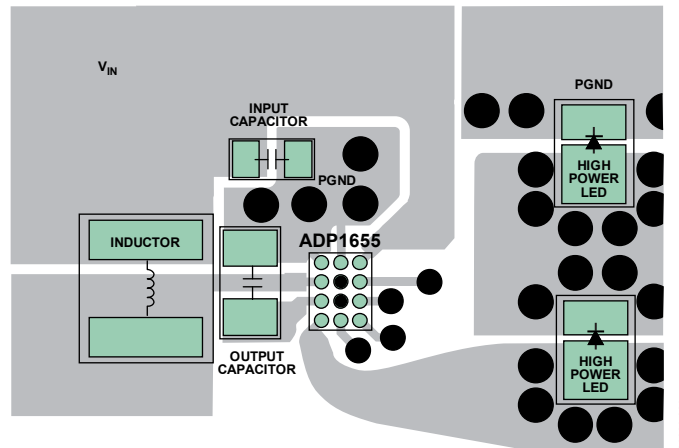 VIN
PGND
INPUT
CAPACITOR
PGND
HIGH
POWER
LED
INDUCTOR
ADP1655
OUTPUT
CAPACITOR
HIGH
POWER
LED